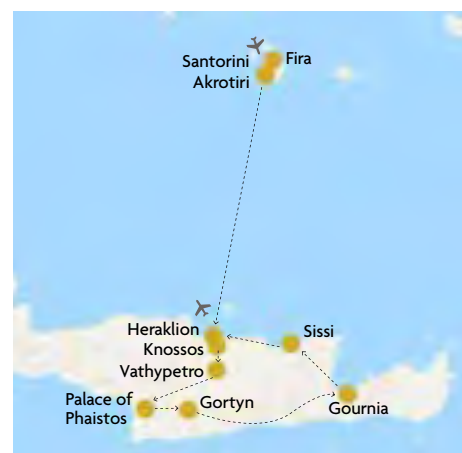 Santorini
Fira
Akrotiri
Heraklion
Knossos
Sissi
Vathypetro
Palace of
Phaistos
Gortyn
Gournia